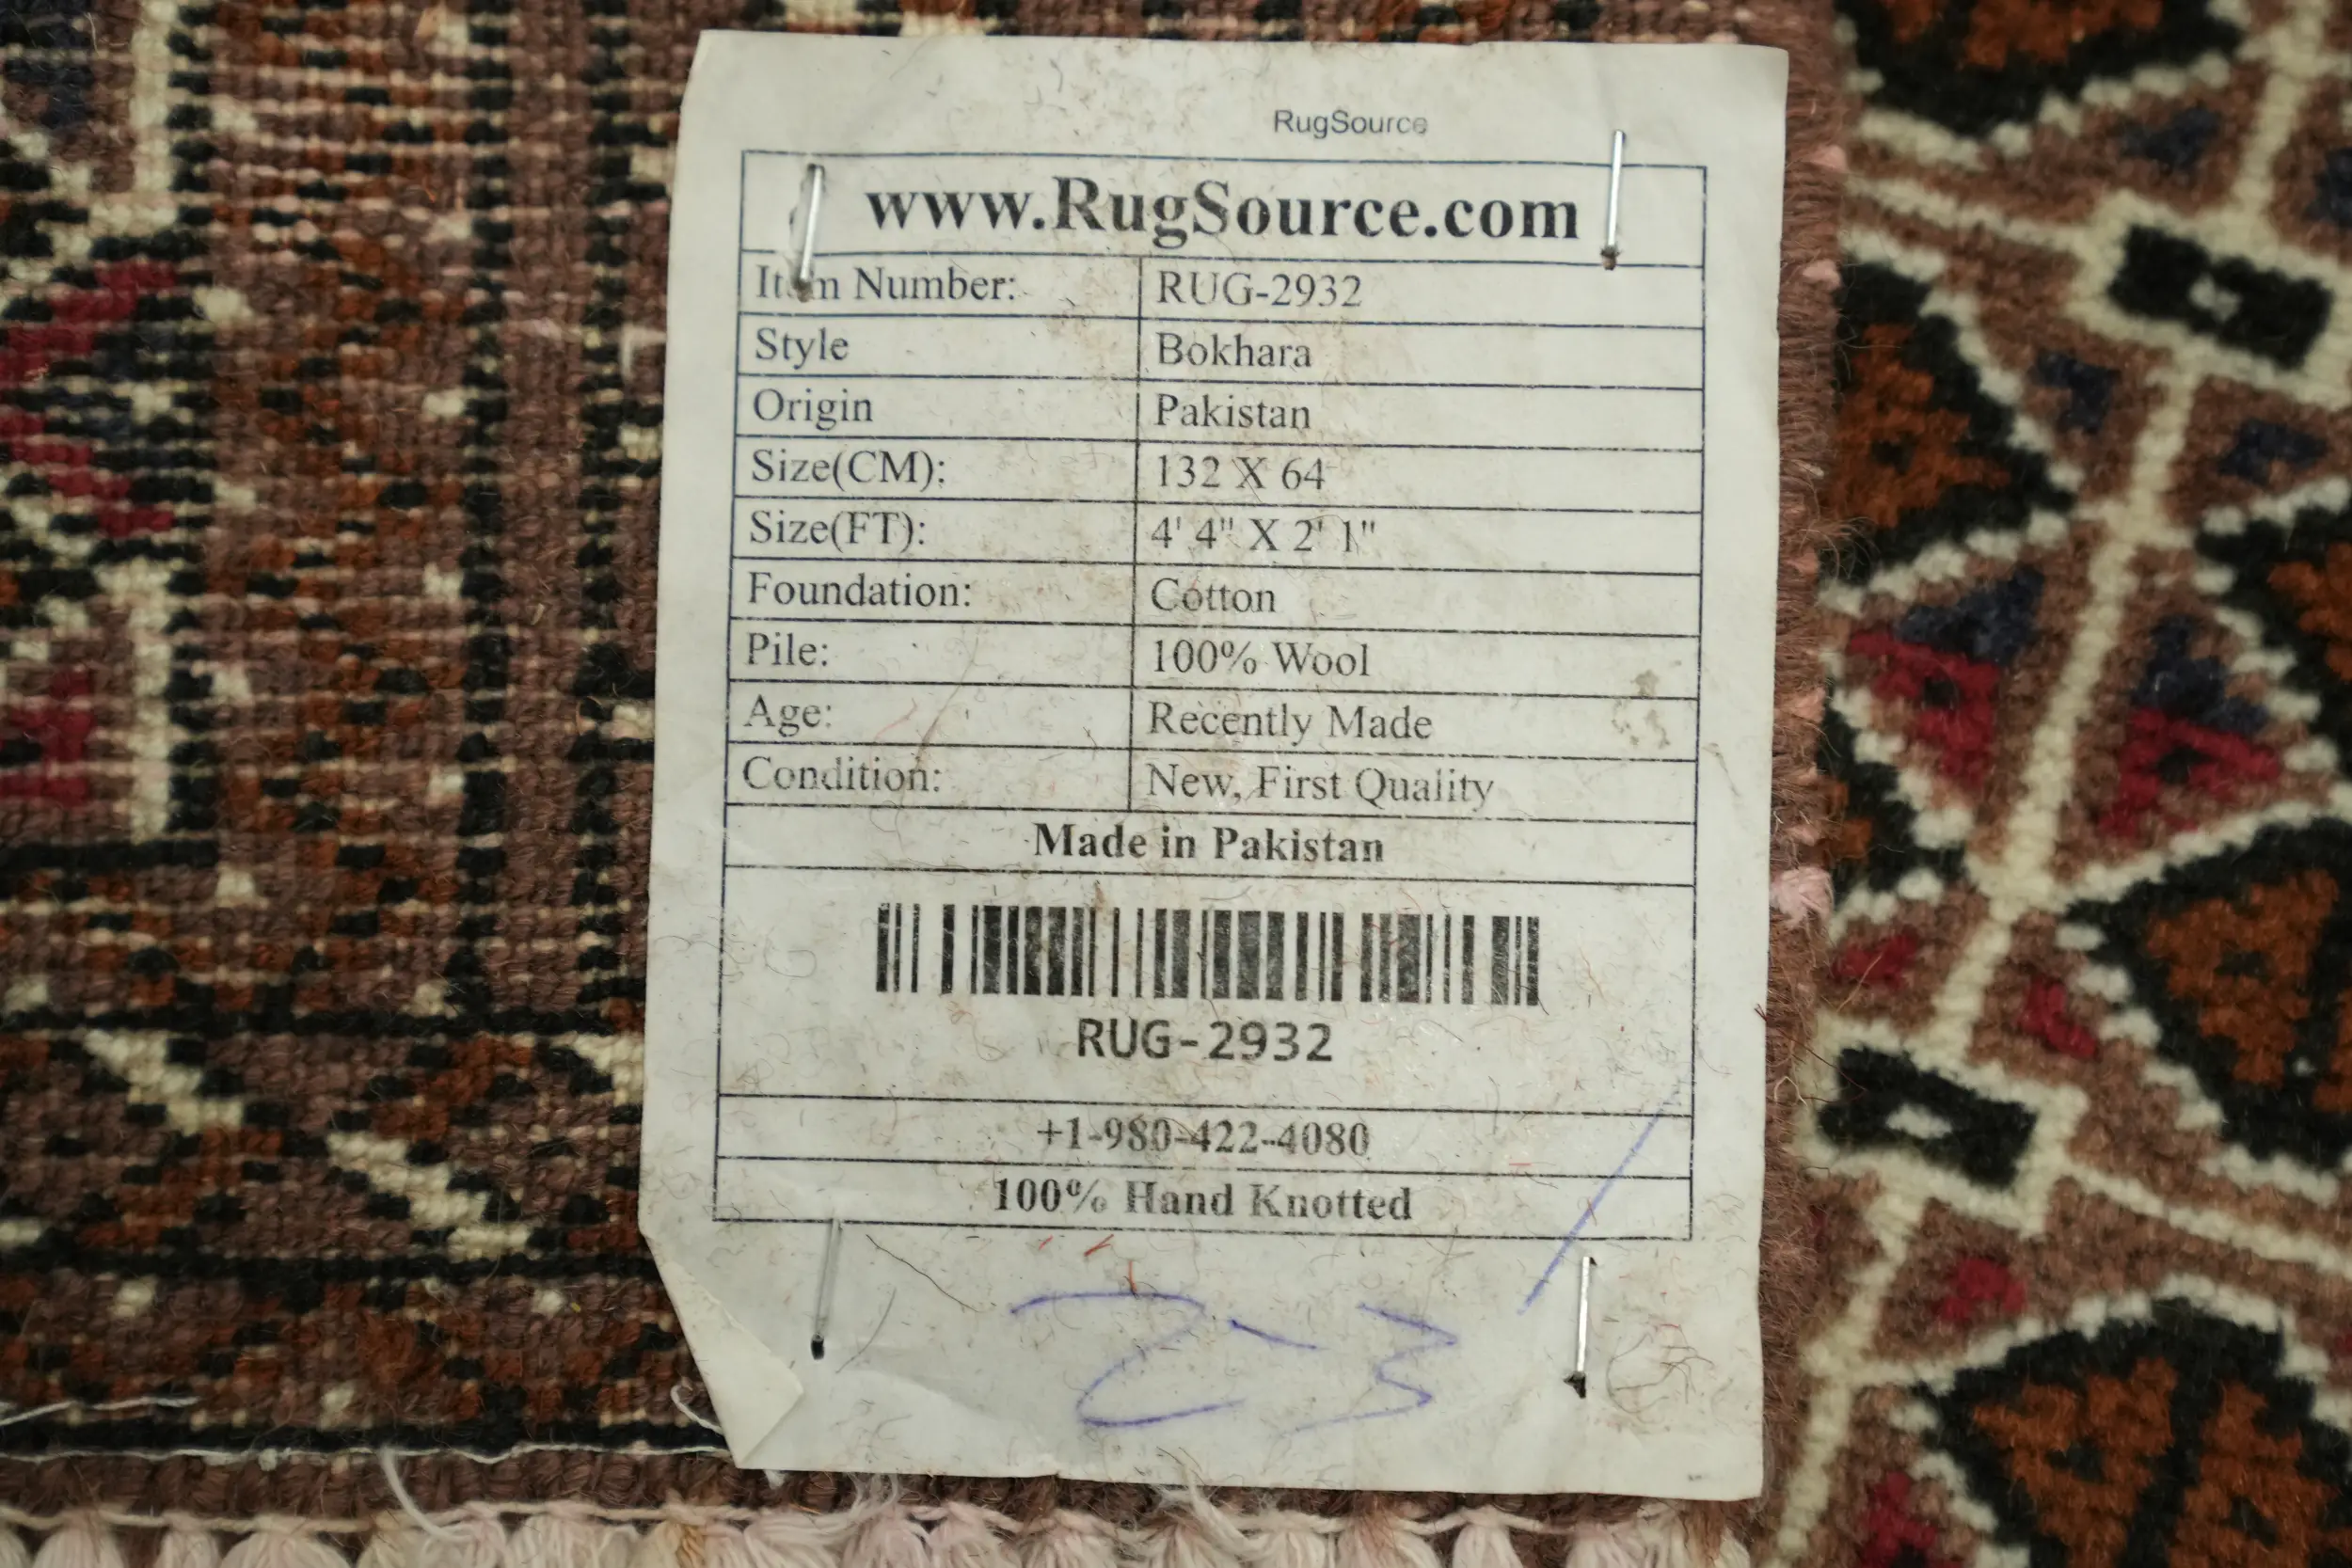 RugSource
www.RugSource.com
Item Number: RUG-2932
Style Bokhara
Origin Pakistan
Size(CM): 132 X 64
Size(FT): 4' 4" X 2' 1"
Foundation: Cotton
Pile: 100% Wool
Age: Recently Made
Condition: New, First Quality
Made in Pakistan
RUG-2932
+1-980-422-4080
100% Hand Knotted